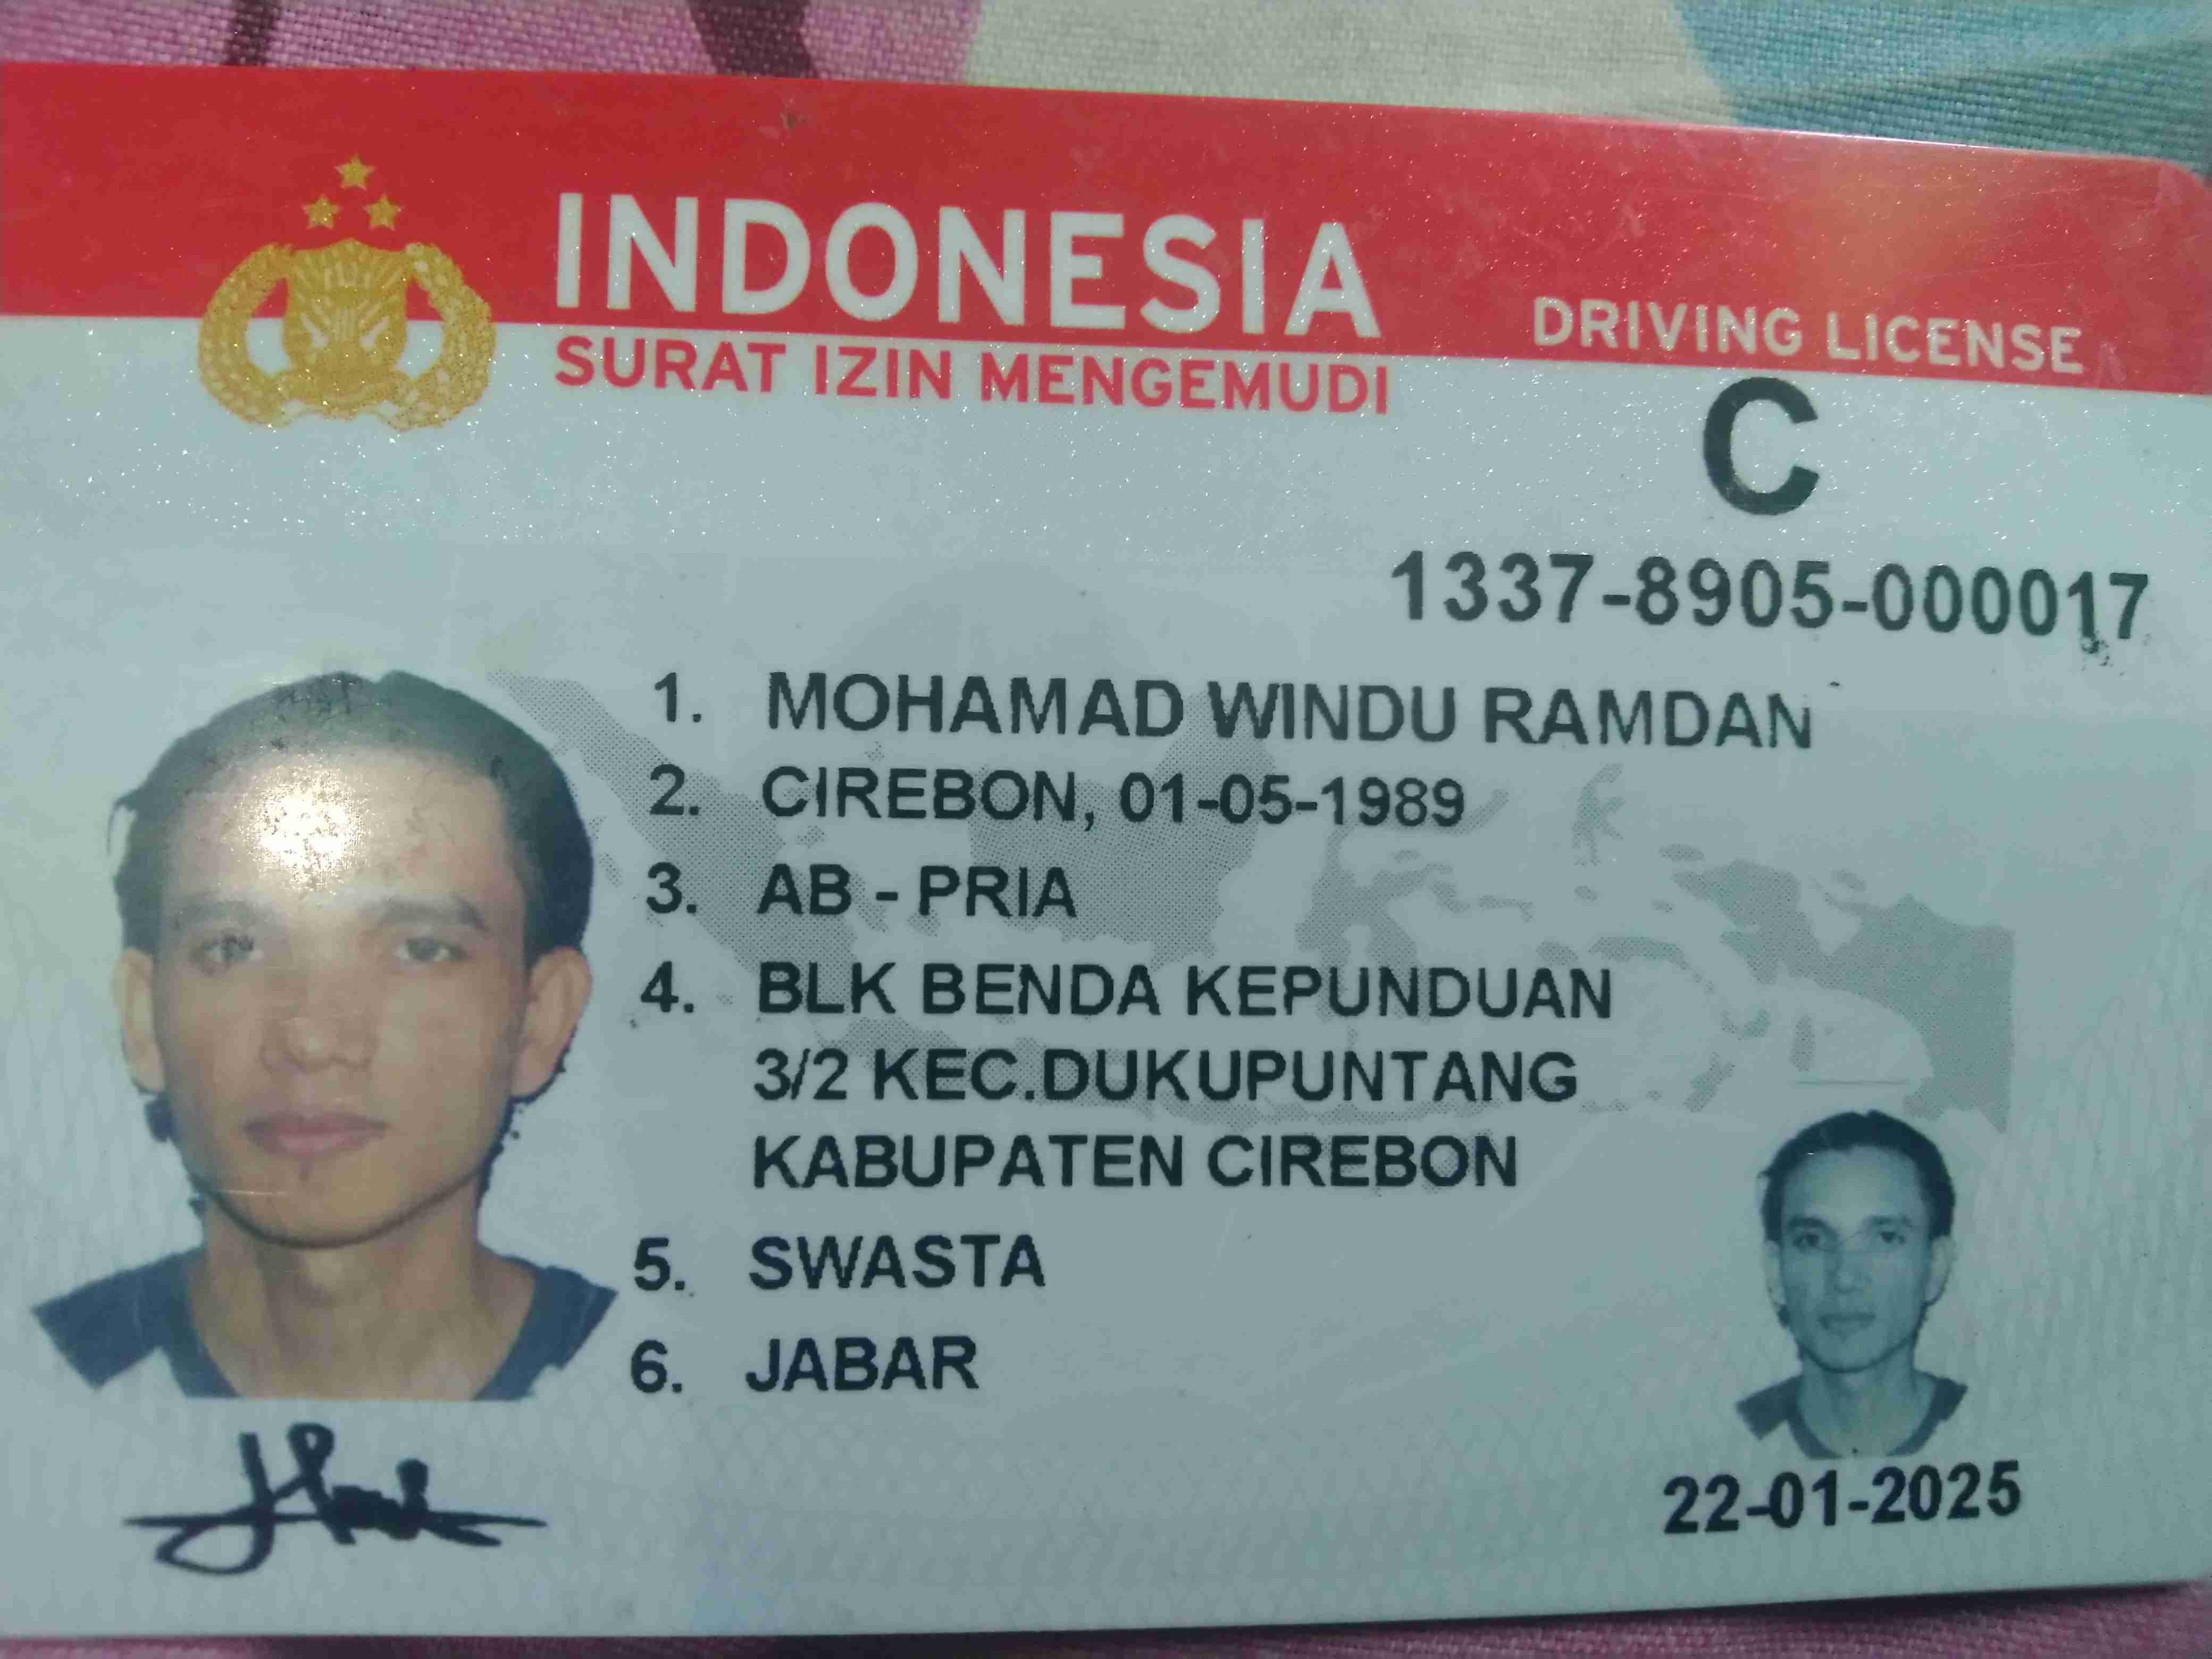 INDONESIA
SURAT IZIN MENGEMUDI
DRIVING LICENSE
C
1337-8905-000017
1. MOHAMAD WINDU RAMDAN
2. CIREBON, 01-05-1989
3. AB - PRIA
4. BLK BENDA KEPUNDUAN
3/2 KEC.DUKUPUNTANG
KABUPATEN CIREBON
5. SWASTA
6. JABAR
22-01-2025